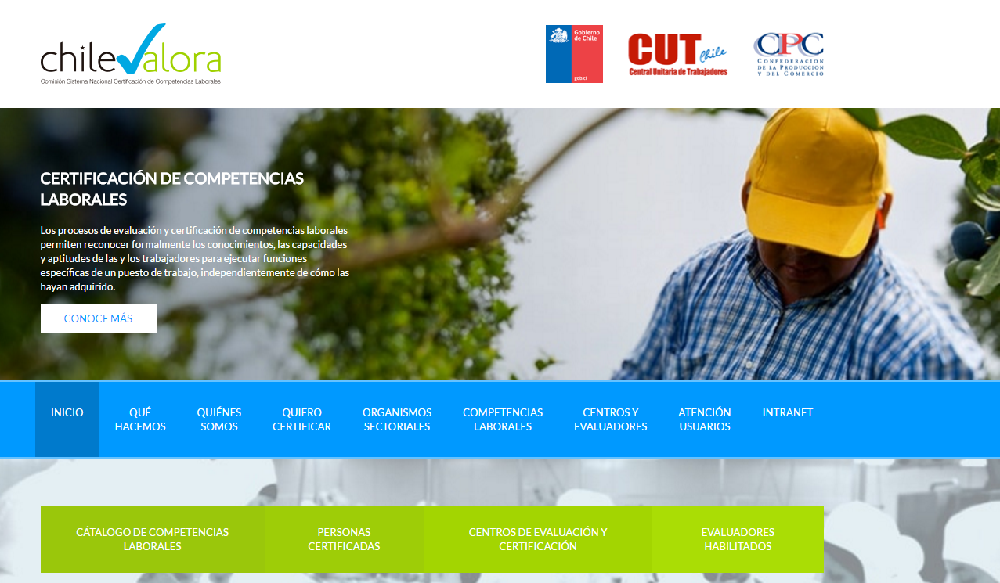 chilevalora
Comisión Sistema Nacional Certificación de Competencias Laborales
Gobierno
de Chile
gob.cl
CUT Chile
Central Unitaria de Trabajadores
CPC
CONFEDERACION
DE LA PRODUCCION
Y DEL COMERCIO
CERTIFICACIÓN DE COMPETENCIAS
LABORALES
Los procesos de evaluación y certificación de competencias laborales
permiten reconocer formalmente los conocimientos, las capacidades
y aptitudes de las y los trabajadores para ejecutar funciones
específicas de un puesto de trabajo, independientemente de cómo las
hayan adquirido.
CONOCE MÁS
INICIO
QUÉ
HACEMOS
QUIÉNES
SOMOS
QUIERO
CERTIFICAR
ORGANISMOS
SECTORIALES
COMPETENCIAS
LABORALES
CENTROS Y
EVALUADORES
ATENCIÓN
USUARIOS
INTRANET
CÁTALOGO DE COMPETENCIAS
LABORALES
PERSONAS
CERTIFICADAS
CENTROS DE EVALUACIÓN Y
CERTIFICACIÓN
EVALUADORES
HABILITADOS